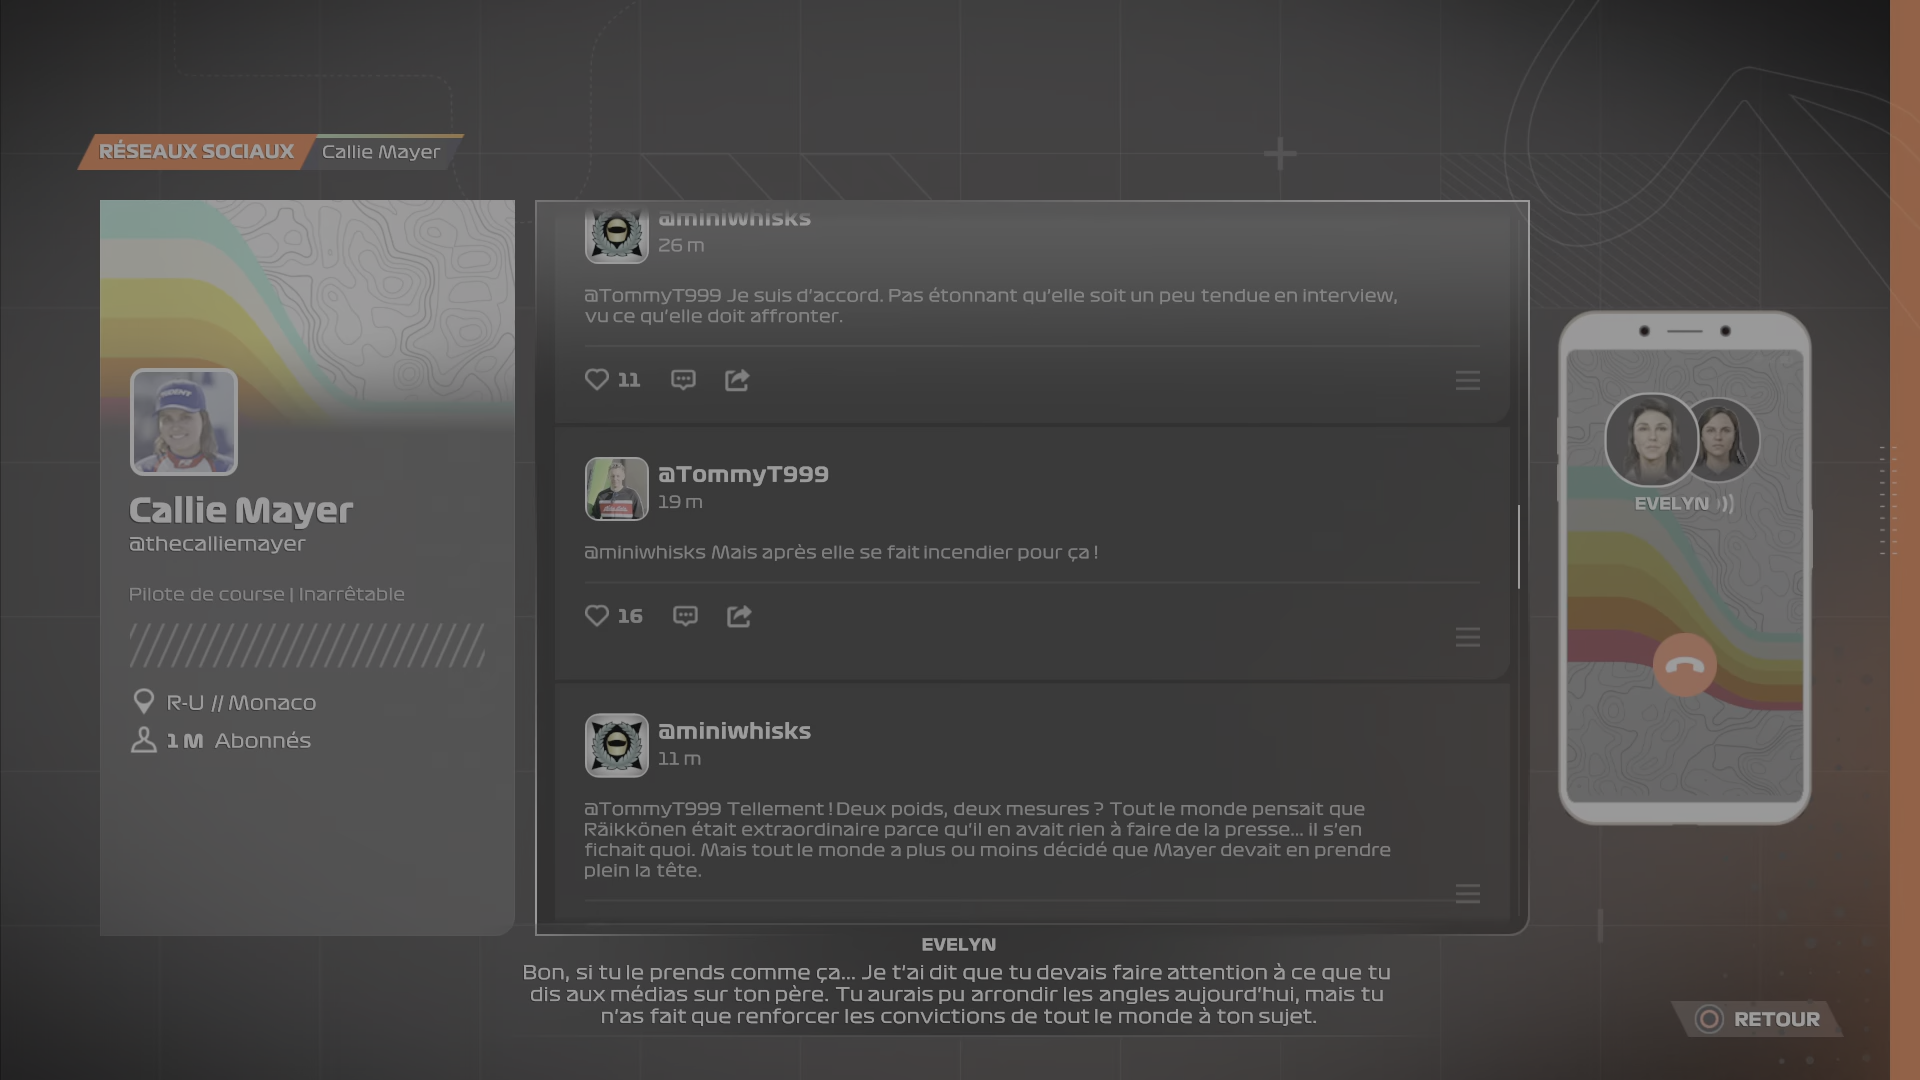 RÉSEAUX SOCIAUX Callie Mayer
Callie Mayer
@thecalliemayer
Pilote de course | Inarrêtable
R-U // Monaco
1 M Abonnés
@miniwhisks
26 m
@TommyT999 Je suis d'accord. Pas étonnant qu'elle soit un peu tendue en interview,
vu ce qu'elle doit affronter.
11
@TommyT999
19 m
@miniwhisks Mais après elle se fait incendier pour ça !
16
@miniwhisks
11 m
@TommyT999 Tellement ! Deux poids, deux mesures ? Tout le monde pensait que
Räikkönen était extraordinaire parce qu'il en avait rien à faire de la presse... il s'en
fichait quoi. Mais tout le monde a plus ou moins décidé que Mayer devait en prendre
plein la tête.
EVELYN
EVELYN
Bon, si tu le prends comme ça... Je t'ai dit que tu devais faire attention à ce que tu
dis aux médias sur ton père. Tu aurais pu arrondir les angles aujourd'hui, mais tu
n'as fait que renforcer les convictions de tout le monde à ton sujet.
RETOUR